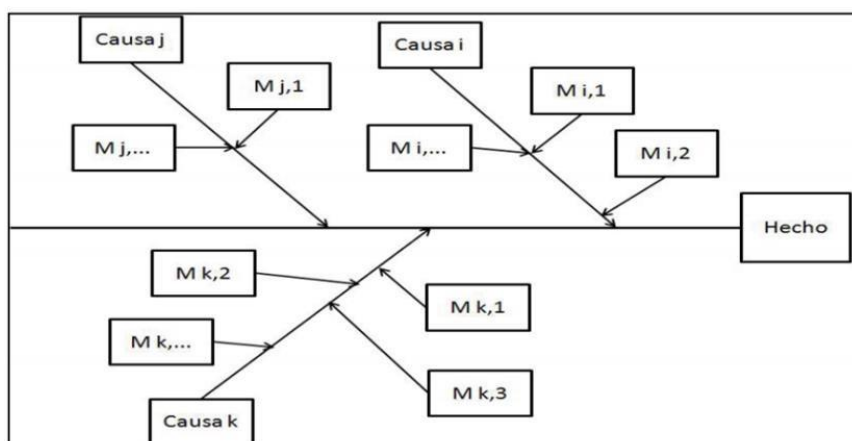 Causa j
Causa i
M j,1
M i,1
M j,...
M i,...
M i,2
Hecho
M k,2
M k,1
M k,...
M k,3
Causa k